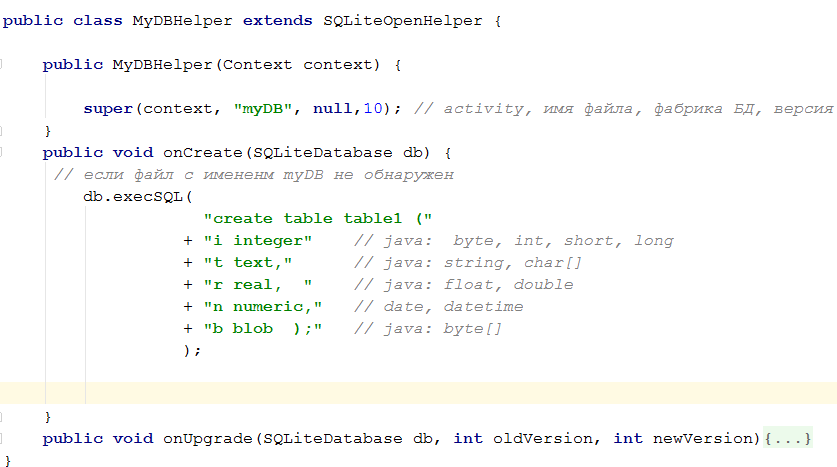 public class MyDBHelper extends SQLiteOpenHelper {
public MyDBHelper(Context context) {
super(context, "myDB", null,10); // activity, имя файла, фабрика БД, версия
}
public void onCreate(SQLiteDatabase db) {
// если файл с имененм myDB не обнаружен
db.execSQL(
"create table table1 ("
+ "i integer" // java: byte, int, short, long
+ "t text," // java: string, char[]
+ "r real, " // java: float, double
+ "n numeric," // date, datetime
+ "b blob );" // java: byte[]
);
}
public void onUpgrade(SQLiteDatabase db, int oldVersion, int newVersion){...}
}